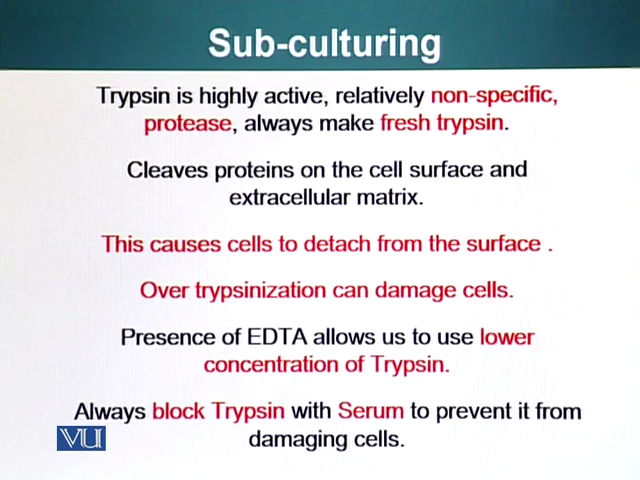 Sub-culturing
Trypsin is highly active, relatively non-specific,
protease, always make fresh trypsin.
Cleaves proteins on the cell surface and
extracellular matrix.
This causes cells to detach from the surface .
Over trypsinization can damage cells.
Presence of EDTA allows us to use lower
concentration of Trypsin.
Always block Trypsin with Serum to prevent it from
damaging cells.
VU